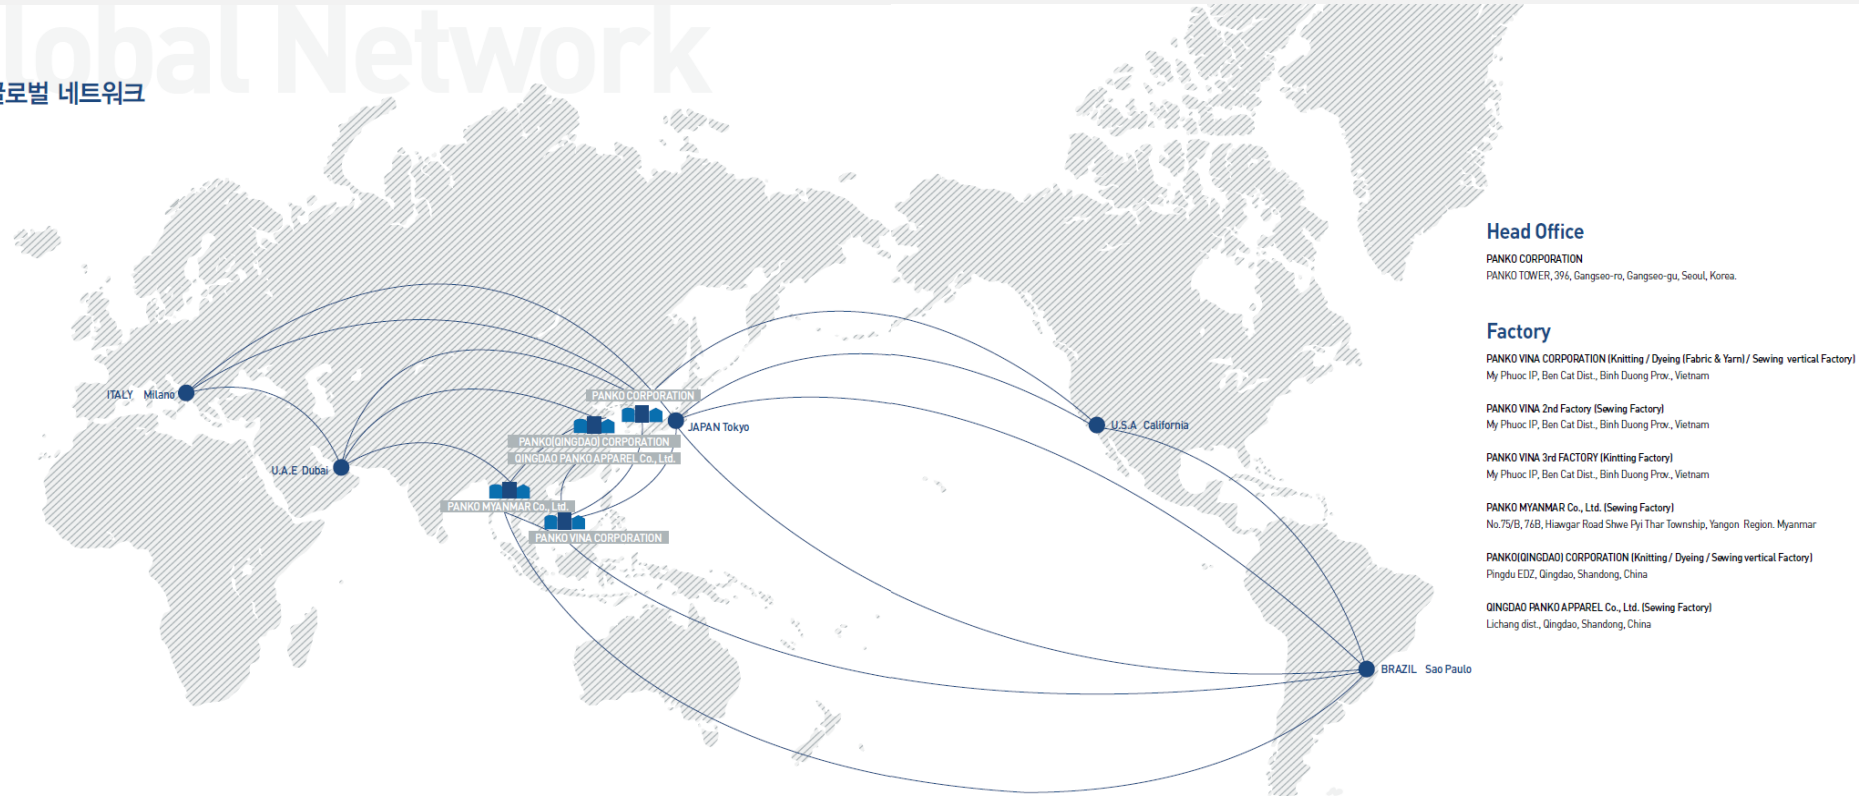 lobal Network
글로벌 네트워크
ITALY Milano
U.A.E Dubai
PANKO CORPORATION
JAPAN Tokyo
PANKO(QINGDAO) CORPORATION
QINGDAO PANKO APPAREL Co., Ltd.
PANKO MYANMAR Co., Ltd.
PANKO VINA CORPORATION
U.S.A California
BRAZIL Sao Paulo
Head Office
PANKO CORPORATION
PANKO TOWER, 396, Gangseo-ro, Gangseo-gu, Seoul, Korea.
Factory
PANKO VINA CORPORATION (Knitting / Dyeing (Fabric & Yarn) / Sewing vertical Factory)
My Phuoc IP, Ben Cat Dist., Binh Duong Prov., Vietnam
PANKO VINA 2nd Factory (Sewing Factory)
My Phuoc IP, Ben Cat Dist., Binh Duong Prov., Vietnam
PANKO VINA 3rd FACTORY (Kintting Factory)
My Phuoc IP, Ben Cat Dist., Binh Duong Prov., Vietnam
PANKO MYANMAR Co., Ltd. (Sewing Factory)
No.75/B, 76B, Hiawgar Road Shwe Pyi Thar Township, Yangon Region. Myanmar
PANKO(QINGDAO) CORPORATION (Knitting / Dyeing / Sewing vertical Factory)
Pingdu EDZ, Qingdao, Shandong, China
QINGDAO PANKO APPAREL Co., Ltd. (Sewing Factory)
Lichang dist., Qingdao, Shandong, China